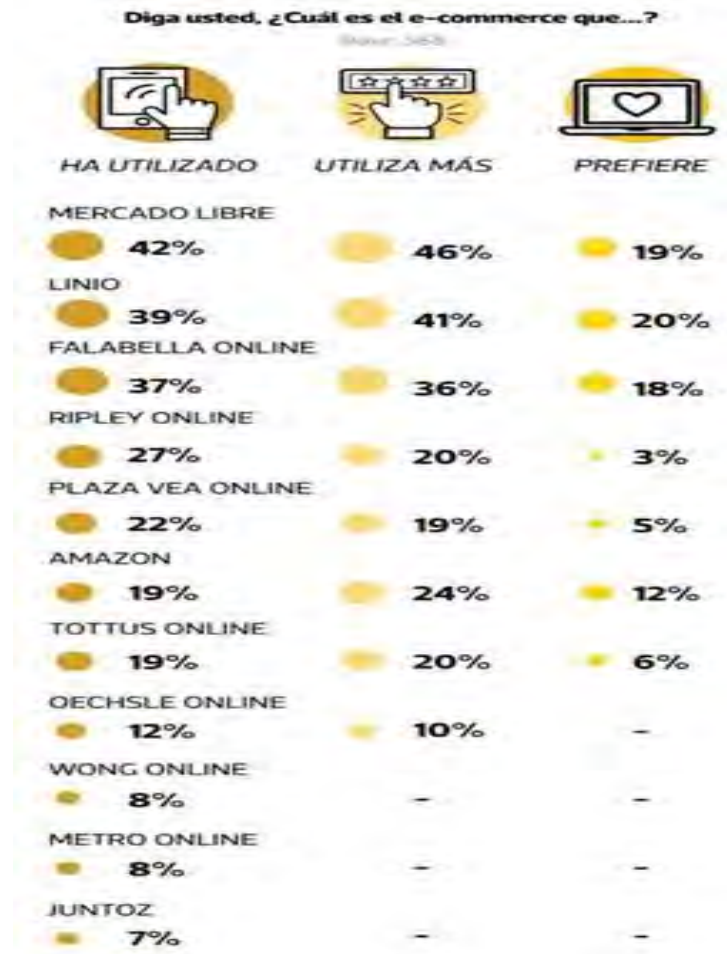 Diga usted, ¿Cuál es el e-commerce que...?
HA UTILIZADO UTILIZA MÁS PREFIERE
MERCADO LIBRE
42% 46% 19%
LINIO
39% 41% 20%
FALABELLA ONLINE
37% 36% 18%
RIPLEY ONLINE
27% 20% 3%
PLAZA VEA ONLINE
22% 19% 5%
AMAZON
19% 24% 12%
TOTTUS ONLINE
19% 20% 6%
OECHSLE ONLINE
12% 10% -
WONG ONLINE
8% - -
METRO ONLINE
8% - -
JUNTOZ
7% - -